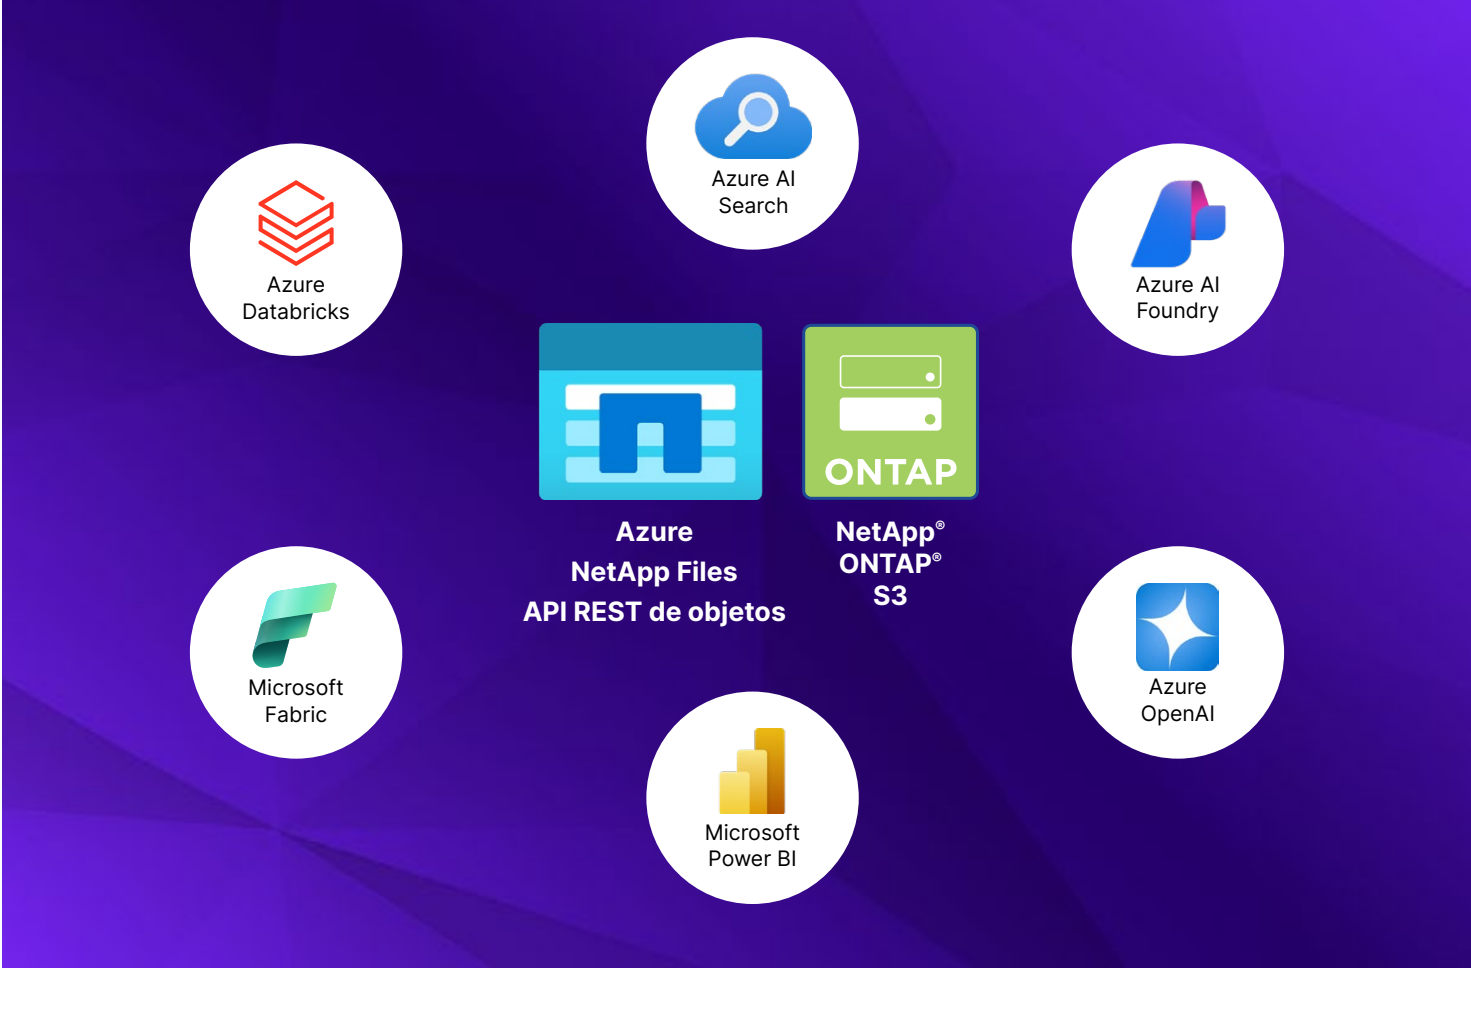 Azure AI
Search
Azure
Databricks
Azure AI
Foundry
ONTAP
Azure
NetApp Files
API REST de objetos
NetApp®
ONTAP®
S3
Microsoft
Fabric
Azure
OpenAI
Microsoft
Power BI